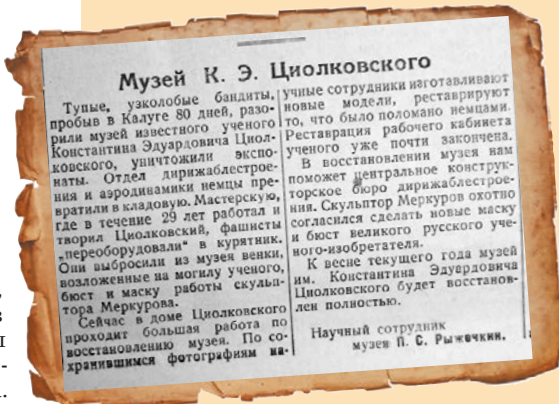 Музей К. Э. Циолковского
Тупые, узколобые бандиты,
пробыв в Калуге 80 дней, разо-
рили музей известного ученого
Константина Эдуардовича Циол-
ковского, уничтожили экспо-
наты. Отдел дирижаблестрое-
ния и аэродинамики немцы пре-
вратили в кладовую. Мастерскую,
где в течение 29 лет работал и
творил Циолковский, фашисты
„переоборудовали" в курятник.
Они выбросили из музея венки,
возложенные на могилу ученого,
бюст и маску работы скульп-
тора Меркурова.
Сейчас в доме Циолковского
проходит большая работа по
восстановлению музея. По со-
хранившимся фотографиям на-
учные сотрудники изготавливают
новые модели, реставрируют
то, что было поломано немцами.
Реставрация рабочего кабинета
ученого уже почти закончена.
В восстановлении музея нам
поможет центральное конструк-
торское бюро дирижаблестрое-
ния. Скульптор Меркуров охотно
согласился сделать новые маску
и бюст великого русского уче-
ного-изобретателя.
К весне текущего года музей
им. Константина Эдуардовича
Циолковского будет восстанов-
лен полностью.
Научный сотрудник
музея П. С. Рыжечкин.